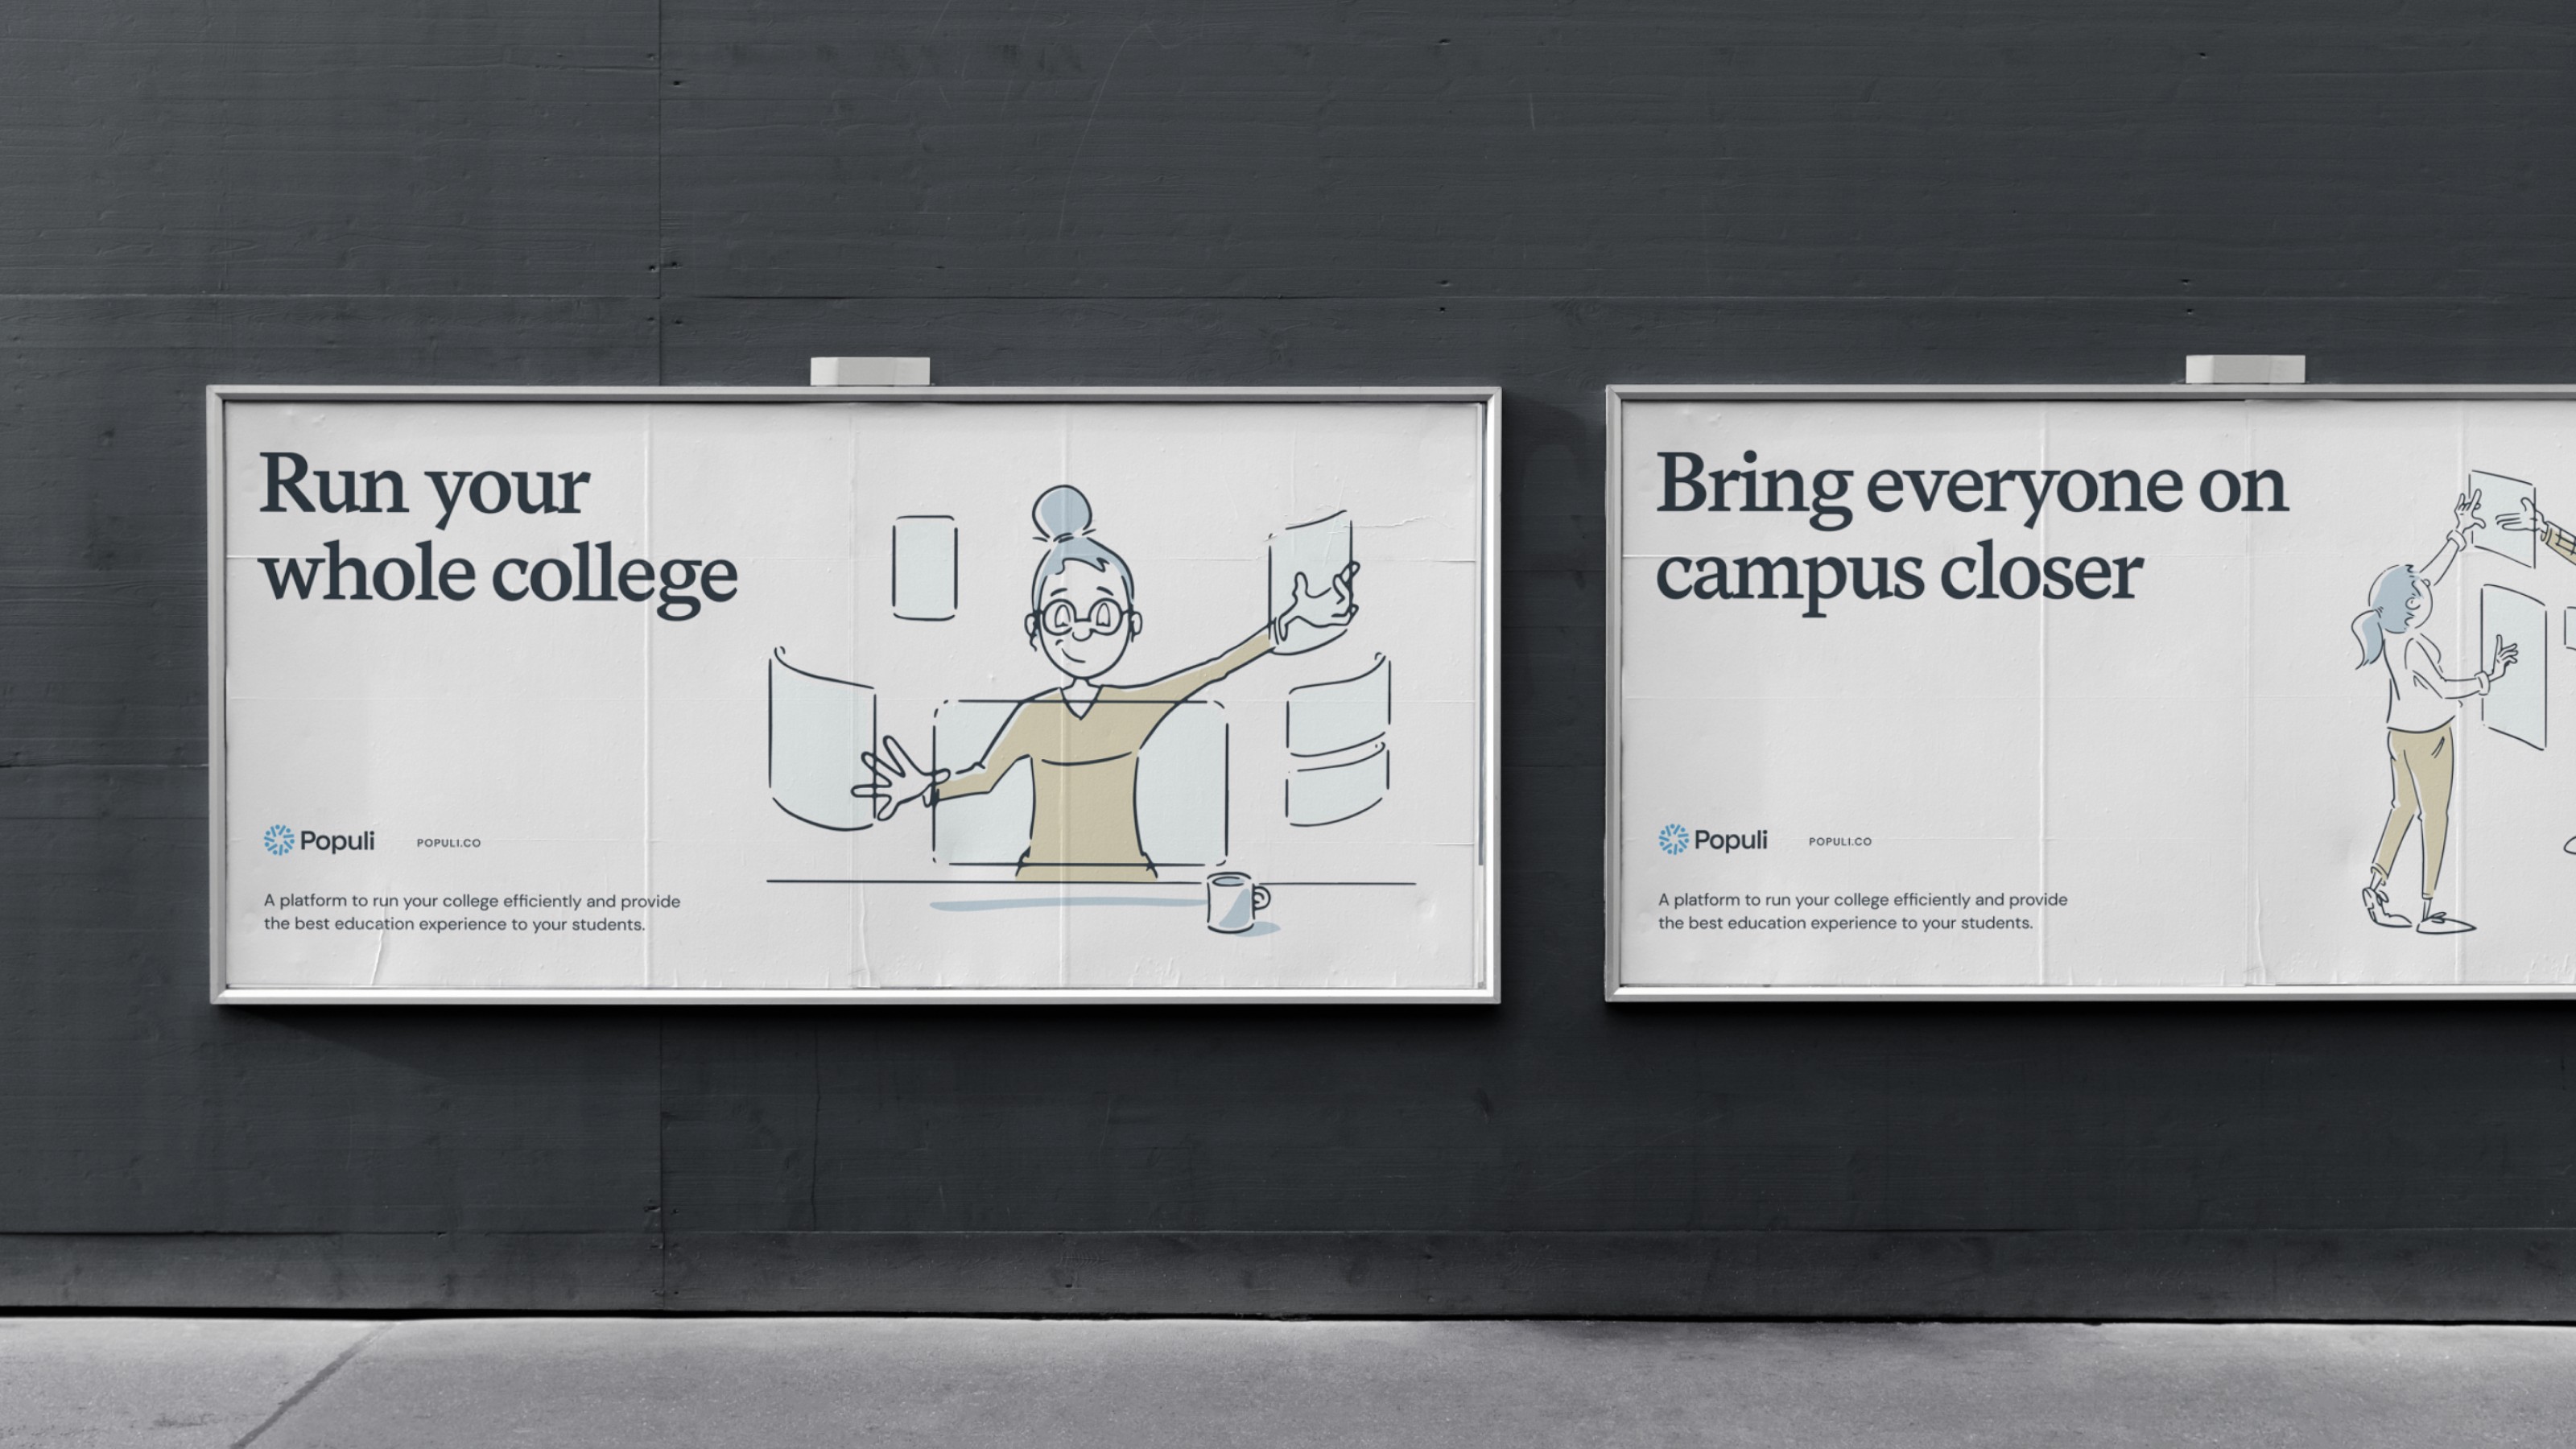 Run your
whole college
Populi
POPULI.CO
A platform to run your college efficiently and provide
the best education experience to your students.
Bring everyone on
campus closer
Populi
POPULI.CO
A platform to run your college efficiently and provide
the best education experience to your students.